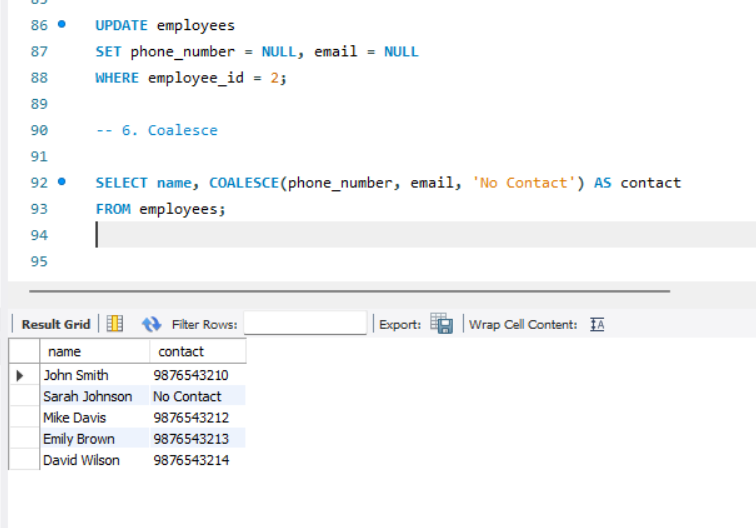 85
86 UPDATE employees
87 SET phone_number = NULL, email = NULL
88 WHERE employee_id = 2;
89
90 -- 6. Coalesce
91
92 SELECT name, COALESCE(phone_number, email, 'No Contact') AS contact
93 FROM employees;
94
95
Result Grid Filter Rows: Export: Wrap Cell Content: IA
name contact
John Smith 9876543210
Sarah Johnson No Contact
Mike Davis 9876543212
Emily Brown 9876543213
David Wilson 9876543214